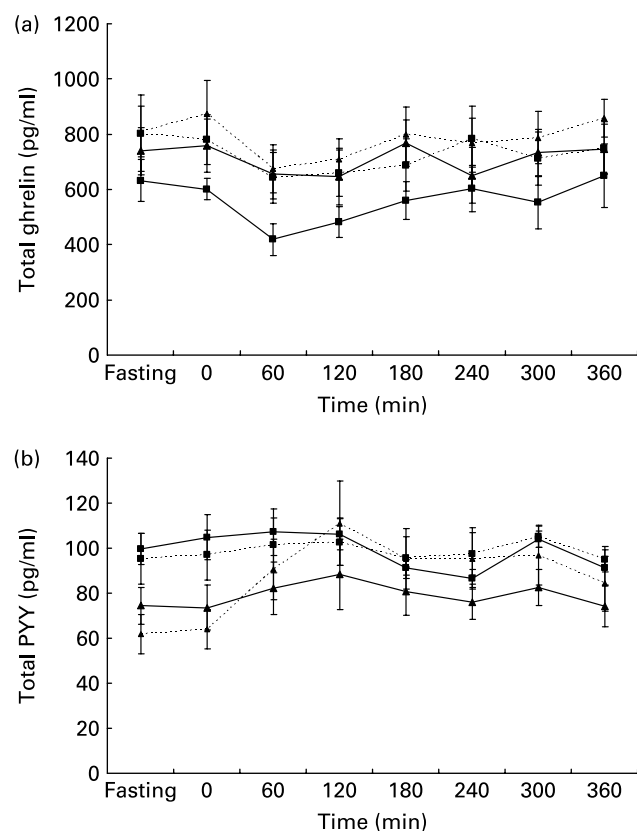 (a)
1200
1000
800
600
400
200
0
Total ghrelin (pg/ml)
Fasting 0 60 120 180 240 300 360
Time (min)
(b)
140
120
100
80
60
40
20
0
Total PYY (pg/ml)
Fasting 0 60 120 180 240 300 360
Time (min)